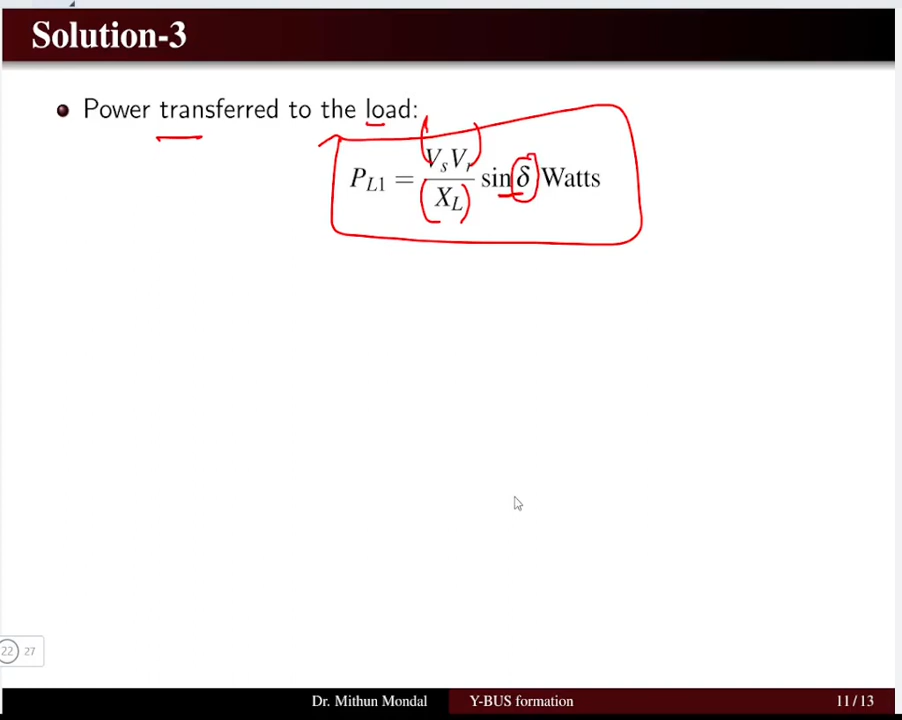 Solution-3
Power transferred to the load:
P_{L1} = \frac{V_s V_r}{X_L} sin δ Watts
22 27
Dr. Mithun Mondal Y-BUS formation 11 / 13